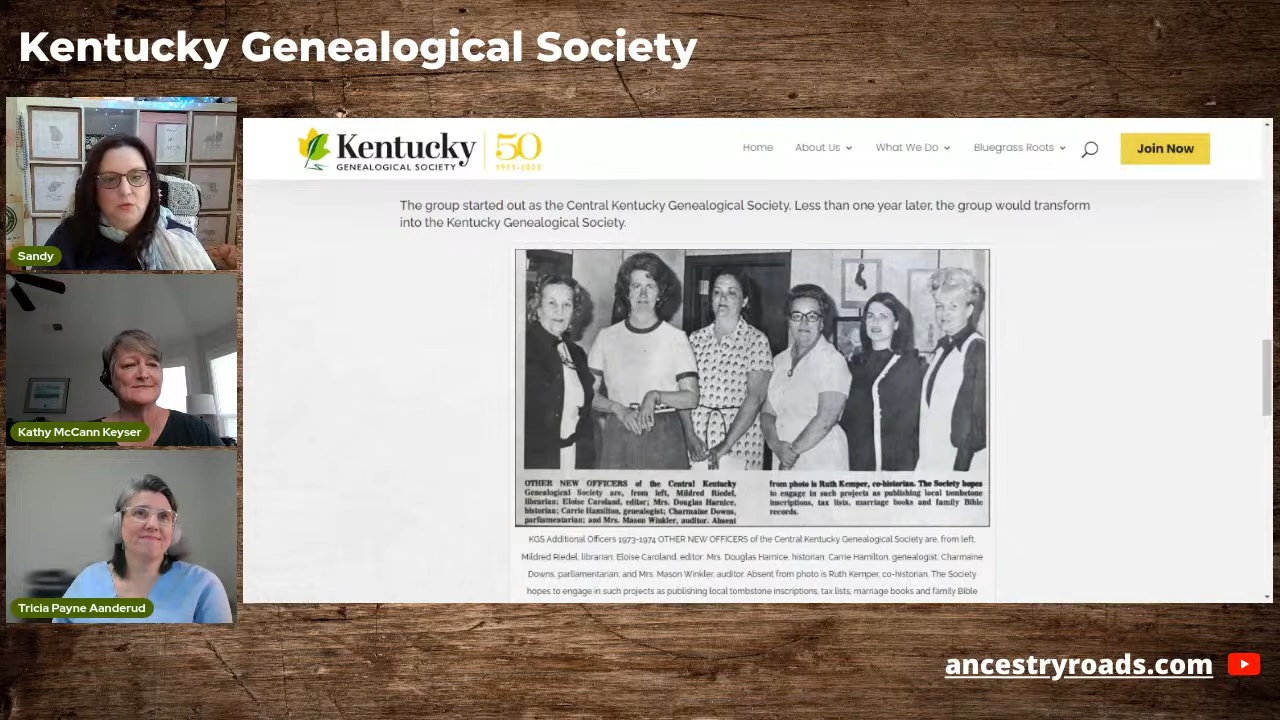 Kentucky Genealogical Society
Sandy
Kathy McCann Keyser
Tricia Payne Aanderud
Kentucky
GENEALOGICAL SOCIETY
50
1973-2023
Home About Us What We Do Bluegrass Roots Join Now
The group started out as the Central Kentucky Genealogical Society. Less than one year later, the group would transform
into the Kentucky Genealogical Society.
OTHER NEW OFFICERS of the Central Kentucky
Genealogical Society are, from left, Mildred Riedel,
librarian; Eloise Caroland, editor; Mrs. Douglas Harnice,
historian; Carrie Hamilton, genealogist; Charmaine Downs,
parliamentarian; and Mrs. Mason Winkler, auditor. Absent
from photo is Ruth Kemper, co-historian. The Society hopes
to engage in such projects as publishing local tombstone
inscriptions, tax lists, marriage books and family Bible
records.
KGS Additional Officers 1973-1974 OTHER NEW OFFICERS of the Central Kentucky Genealogical Society are, from left,
Mildred Riedel, librarian; Eloise Caroland, editor; Mrs. Douglas Harnice, historian; Carrie Hamilton, genealogist; Charmaine
Downs, parliamentarian; and Mrs. Mason Winkler, auditor. Absent from photo is Ruth Kemper, co-historian. The Society
hopes to engage in such projects as publishing local tombstone inscriptions, tax lists, marriage books and family Bible
ancestryroads.com